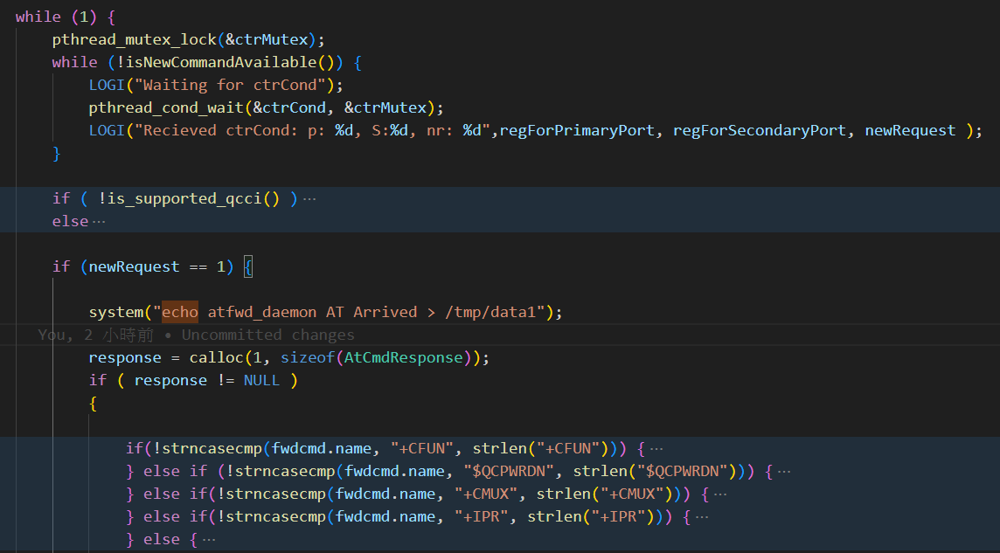 while (1) {
pthread_mutex_lock(&ctrMutex);
while (!isNewCommandAvailable()) {
LOGI("Waiting for ctrCond");
pthread_cond_wait(&ctrCond, &ctrMutex);
LOGI("Recieved ctrCond: p: %d, S:%d, nr: %d",regForPrimaryPort, regForSecondaryPort, newRequest );
}
if ( !is_supported_qcci() ) ...
else ...
if (newRequest == 1) {
system("echo atfwd_daemon AT Arrived > /tmp/data1");
You, 2 小時前 • Uncommitted changes
response = calloc(1, sizeof(AtCmdResponse));
if ( response != NULL )
{
if(!strncasecmp(fwdcmd.name, "+CFUN", strlen("+CFUN"))) { ...
} else if (!strncasecmp(fwdcmd.name, "$QCPWRDN", strlen("$QCPWRDN"))) { ...
} else if(!strncasecmp(fwdcmd.name, "+CMUX", strlen("+CMUX"))) { ...
} else if(!strncasecmp(fwdcmd.name, "+IPR", strlen("+IPR"))) { ...
} else { ...